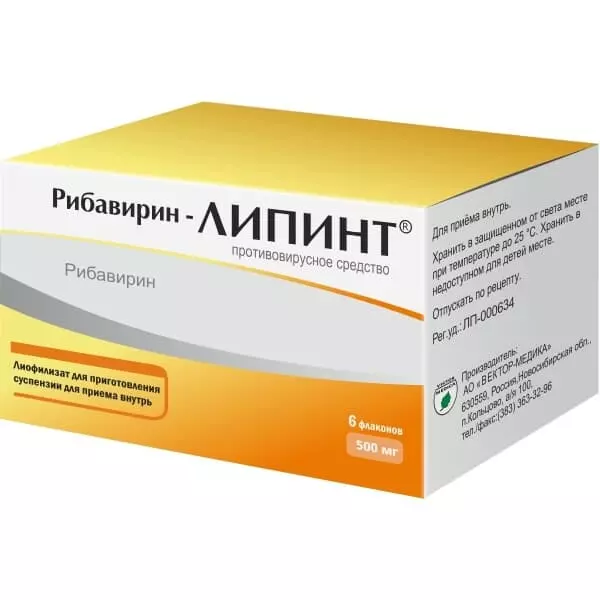 Рибавирин - ЛИПИНТ®
противовирусное средство
Рибавирин
Лиофилизат для приготовления
суспензии для приема внутрь
6 флаконов
500 мг
Для приёма внутрь.
Хранить в защищенном от света месте
при температуре до 25 °С. Хранить в
недоступном для детей месте.
Отпускать по рецепту.
Рег.уд.: ЛП-000634
Производитель:
АО «ВЕКТОР-МЕДИКА»
630559, Россия, Новосибирская обл.,
п. Кольцово, а/я 100,
тел./факс:(383) 363-32-96